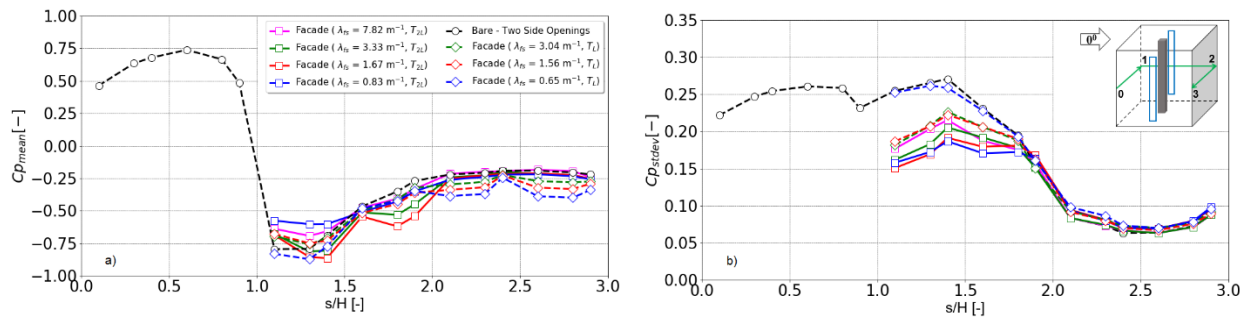 1.00
0.75
0.50
0.25
−0.00
−0.25
−0.50
−0.75
−1.00
Cp_mean[−]
0.0 0.5 1.0 1.5 2.0 2.5 3.0
s/H [-]
a)
Facade ( λ_fs = 7.82 m⁻¹, T_2L)
Facade ( λ_fs = 3.33 m⁻¹, T_2L)
Facade ( λ_fs = 1.67 m⁻¹, T_2L)
Facade ( λ_fs = 0.83 m⁻¹, T_2L)
Bare - Two Side Openings
Facade ( λ_fs = 3.04 m⁻¹, T_L)
Facade ( λ_fs = 1.56 m⁻¹, T_L)
Facade ( λ_fs = 0.65 m⁻¹, T_L)
0.35
0.30
0.25
0.20
0.15
0.10
0.05
0.00
Cp_stdev[−]
0.0 0.5 1.0 1.5 2.0 2.5 3.0
s/H [-]
b)
0⁰
1
2
0
3